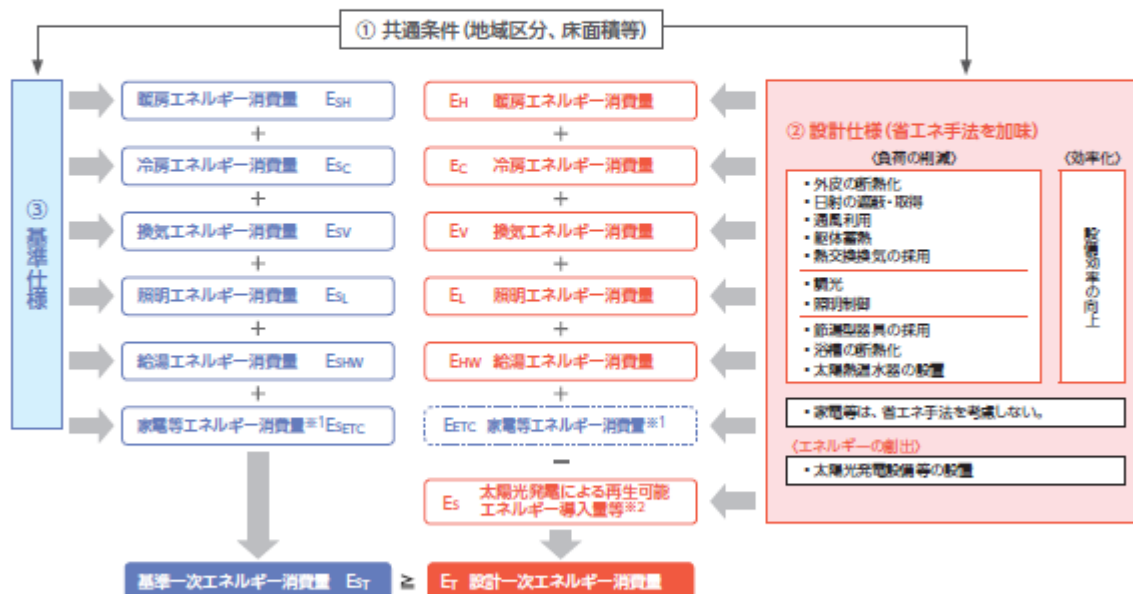 ① 共通条件(地域区分、床面積等)
③基準仕様
暖房エネルギー消費量 ESH
+
冷房エネルギー消費量 ESC
+
換気エネルギー消費量 ESV
+
照明エネルギー消費量 ESL
+
給湯エネルギー消費量 ESHW
+
家電等エネルギー消費量※1 ESETC
基準一次エネルギー消費量 EST
≧
EH 暖房エネルギー消費量
+
EC 冷房エネルギー消費量
+
EV 換気エネルギー消費量
+
EL 照明エネルギー消費量
+
EHW 給湯エネルギー消費量
+
EETC 家電等エネルギー消費量※1
−
ES 太陽光発電による再生可能
エネルギー導入量等※2
ET 設計一次エネルギー消費量
② 設計仕様(省エネ手法を加味)
〈負荷の削減〉
・外皮の断熱化
・日射の遮蔽・取得
・通風利用
・躯体蓄熱
・熱交換換気の採用
・調光
・照明制御
・節湯型器具の採用
・浴槽の断熱化
・太陽熱温水器の設置
〈効率化〉
設備効率の向上
・家電等は、省エネ手法を考慮しない。
〈エネルギーの創出〉
・太陽光発電設備等の設置